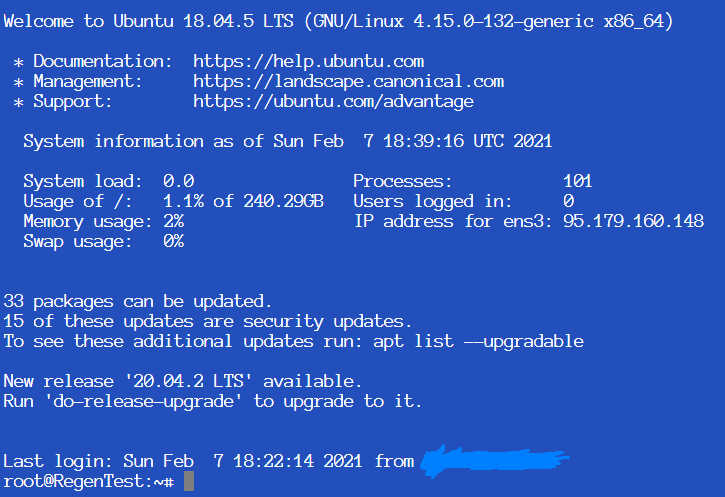 Welcome to Ubuntu 18.04.5 LTS (GNU/Linux 4.15.0-132-generic x86_64)
* Documentation: https://help.ubuntu.com
* Management: https://landscape.canonical.com
* Support: https://ubuntu.com/advantage
System information as of Sun Feb 7 18:39:16 UTC 2021
System load: 0.0 Processes: 101
Usage of /: 1.1% of 240.29GB Users logged in: 0
Memory usage: 2% IP address for ens3: 95.179.160.148
Swap usage: 0%
33 packages can be updated.
15 of these updates are security updates.
To see these additional updates run: apt list --upgradable
New release '20.04.2 LTS' available.
Run 'do-release-upgrade' to upgrade to it.
Last login: Sun Feb 7 18:22:14 2021 from
root@RegenTest:~#